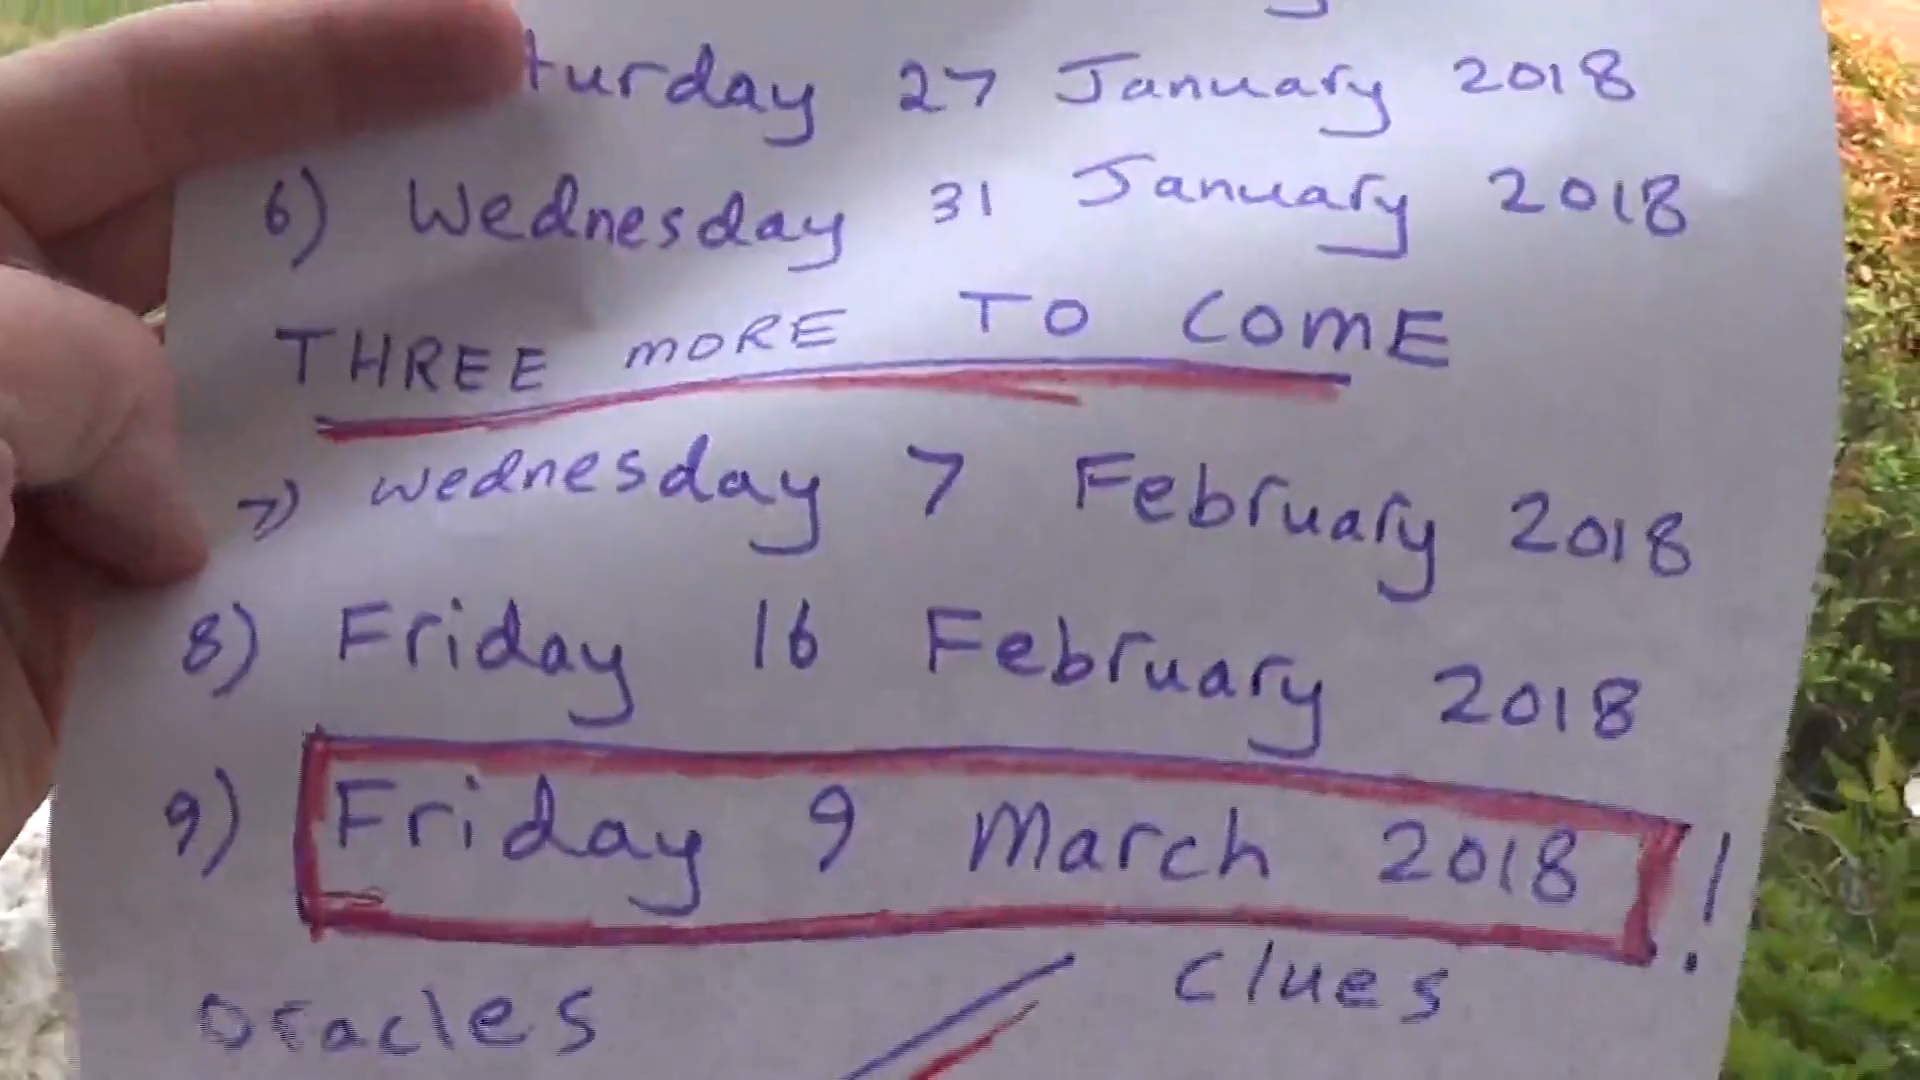 turday 27 January 2018
6) Wednesday 31 January 2018
THREE MORE TO COME
7) Wednesday 7 February 2018
8) Friday 16 February 2018
9) Friday 9 March 2018 !
Oracles / Clues